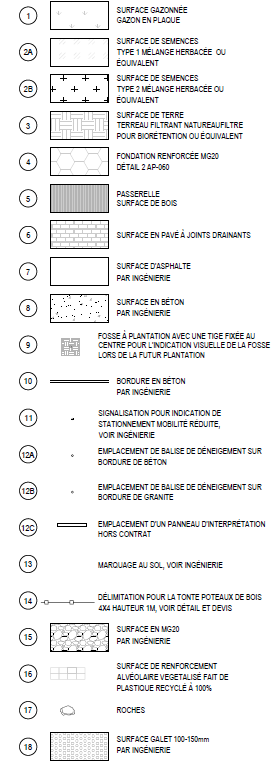 1
SURFACE GAZONNÉE
GAZON EN PLAQUE
2A
SURFACE DE SEMENCES
TYPE 1 MÉLANGE HERBACÉE OU
ÉQUIVALENT
2B
SURFACE DE SEMENCES
TYPE 2 MÉLANGE HERBACÉE OU
ÉQUIVALENT
3
SURFACE DE TERRE
TERREAU FILTRANT NATUREAUFILTRE
POUR BIORÉTENTION OU ÉQUIVALENT
4
FONDATION RENFORCÉE MG20
DÉTAIL 2 AP-060
5
PASSERELLE
SURFACE DE BOIS
6
SURFACE EN PAVÉ À JOINTS DRAINANTS
7
SURFACE D'ASPHALTE
PAR INGÉNIERIE
8
SURFACE EN BÉTON
PAR INGÉNIERIE
9
FOSSE À PLANTATION AVEC UNE TIGE FIXÉE AU
CENTRE POUR L'INDICATION VISUELLE DE LA FOSSE
LORS DE LA FUTUR PLANTATION
10
BORDURE EN BÉTON
PAR INGÉNIERIE
11
SIGNALISATION POUR INDICATION DE
STATIONNEMENT MOBILITÉ RÉDUITE,
VOIR INGÉNIERIE
12A
EMPLACEMENT DE BALISE DE DÉNEIGEMENT SUR
BORDURE DE BÉTON
12B
EMPLACEMENT DE BALISE DE DÉNEIGEMENT SUR
BORDURE DE GRANITE
12C
EMPLACEMENT D'UN PANNEAU D'INTERPRÉTATION
HORS CONTRAT
13
MARQUAGE AU SOL, VOIR INGÉNIERIE
14
DÉLIMITATION POUR LA TONTE POTEAUX DE BOIS
4X4 HAUTEUR 1M, VOIR DÉTAIL ET DEVIS
15
SURFACE EN MG20
PAR INGÉNIERIE
16
SURFACE DE RENFORCEMENT
ALVÉOLAIRE VEGETALISÉ FAIT DE
PLASTIQUE RECYCLÉ À 100%
17
ROCHES
18
SURFACE GALET 100-150mm
PAR INGÉNIERIE